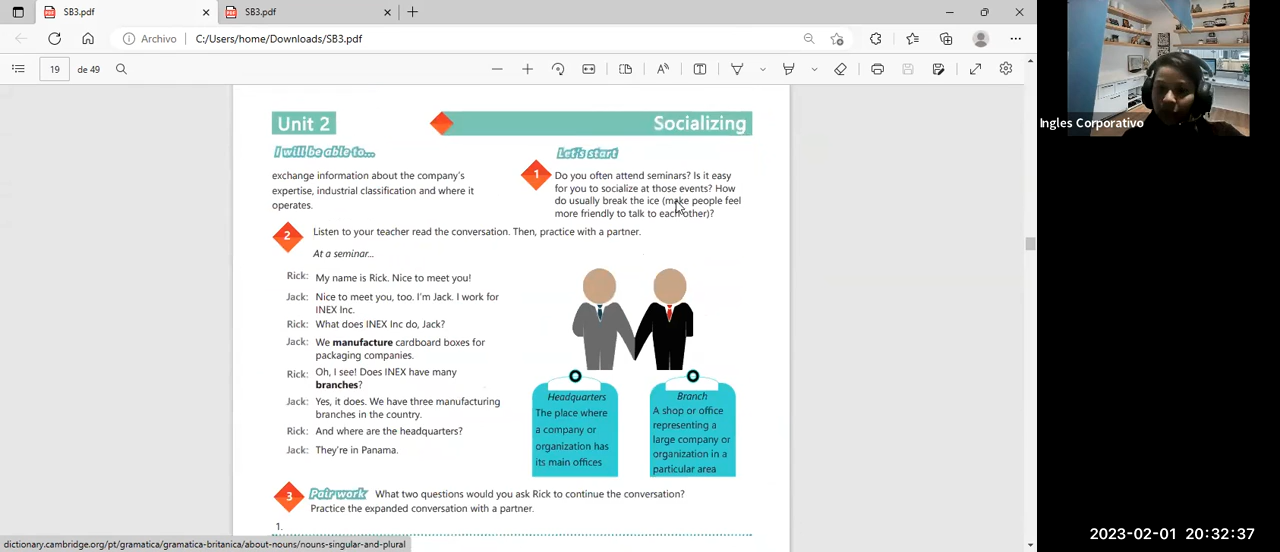 SB3.pdf
SB3.pdf
Archivo
C:/Users/home/Downloads/SB3.pdf
19
de 49
Unit 2
Socializing
I will be able to...
exchange information about the company's
expertise, industrial classification and where it
operates.
Let's start
1
Do you often attend seminars? Is it easy
for you to socialize at those events? How
do usually break the ice (make people feel
more friendly to talk to each other)?
2
Listen to your teacher read the conversation. Then, practice with a partner.
At a seminar...
Rick: My name is Rick. Nice to meet you!
Jack: Nice to meet you, too. I'm Jack. I work for
INEX Inc.
Rick: What does INEX Inc do, Jack?
Jack: We manufacture cardboard boxes for
packaging companies.
Rick: Oh, I see! Does INEX have many
branches?
Jack: Yes, it does. We have three manufacturing
branches in the country.
Rick: And where are the headquarters?
Jack: They're in Panama.
Headquarters
The place where
a company or
organization has
its main offices
Branch
A shop or office
representing a
large company or
organization in a
particular area
3
Pair work What two questions would you ask Rick to continue the conversation?
Practice the expanded conversation with a partner.
1.
dictionary.cambridge.org/pt/gramatica/gramatica-britanica/about-nouns/nouns-singular-and-plural
Ingles Corporativo
2023-02-01 20:32:37